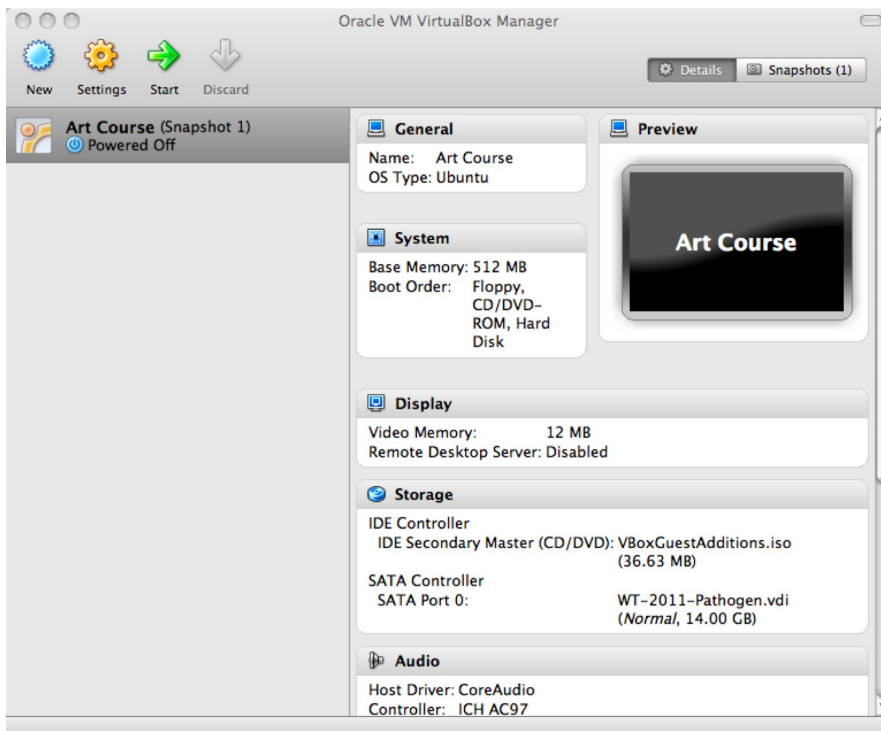 Oracle VM VirtualBox Manager
New Settings Start Discard
Details Snapshots (1)
Art Course (Snapshot 1)
Powered Off
General
Name: Art Course
OS Type: Ubuntu
Preview
Art Course
System
Base Memory: 512 MB
Boot Order: Floppy,
CD/DVD-
ROM, Hard
Disk
Display
Video Memory: 12 MB
Remote Desktop Server: Disabled
Storage
IDE Controller
IDE Secondary Master (CD/DVD): VBoxGuestAdditions.iso
(36.63 MB)
SATA Controller
SATA Port 0: WT-2011-Pathogen.vdi
(Normal, 14.00 GB)
Audio
Host Driver: CoreAudio
Controller: ICH AC97